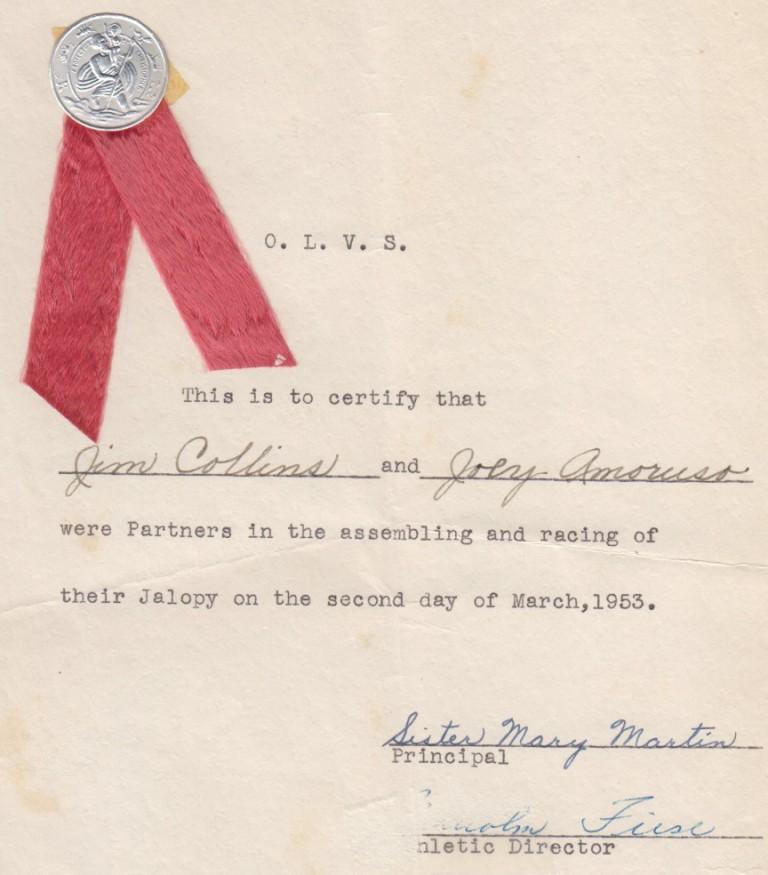 O. L. V. S.
This is to certify that
Jim Collins and Joey Amoruso
were Partners in the assembling and racing of
their Jalopy on the second day of March,1953.
Sister Mary Martin
Principal
Fiese
hletic Director